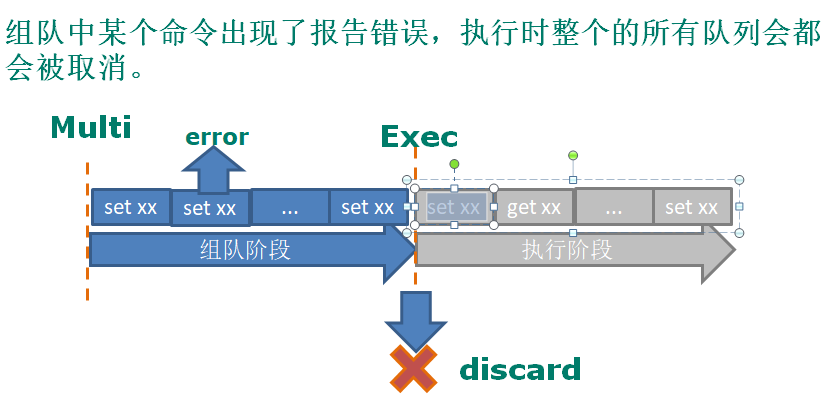 组队中某个命令出现了报告错误，执行时整个的所有队列会都
会被取消。
Multi
error
Exec
set xx
set xx
...
set xx
set xx
get xx
...
set xx
组队阶段
执行阶段
discard